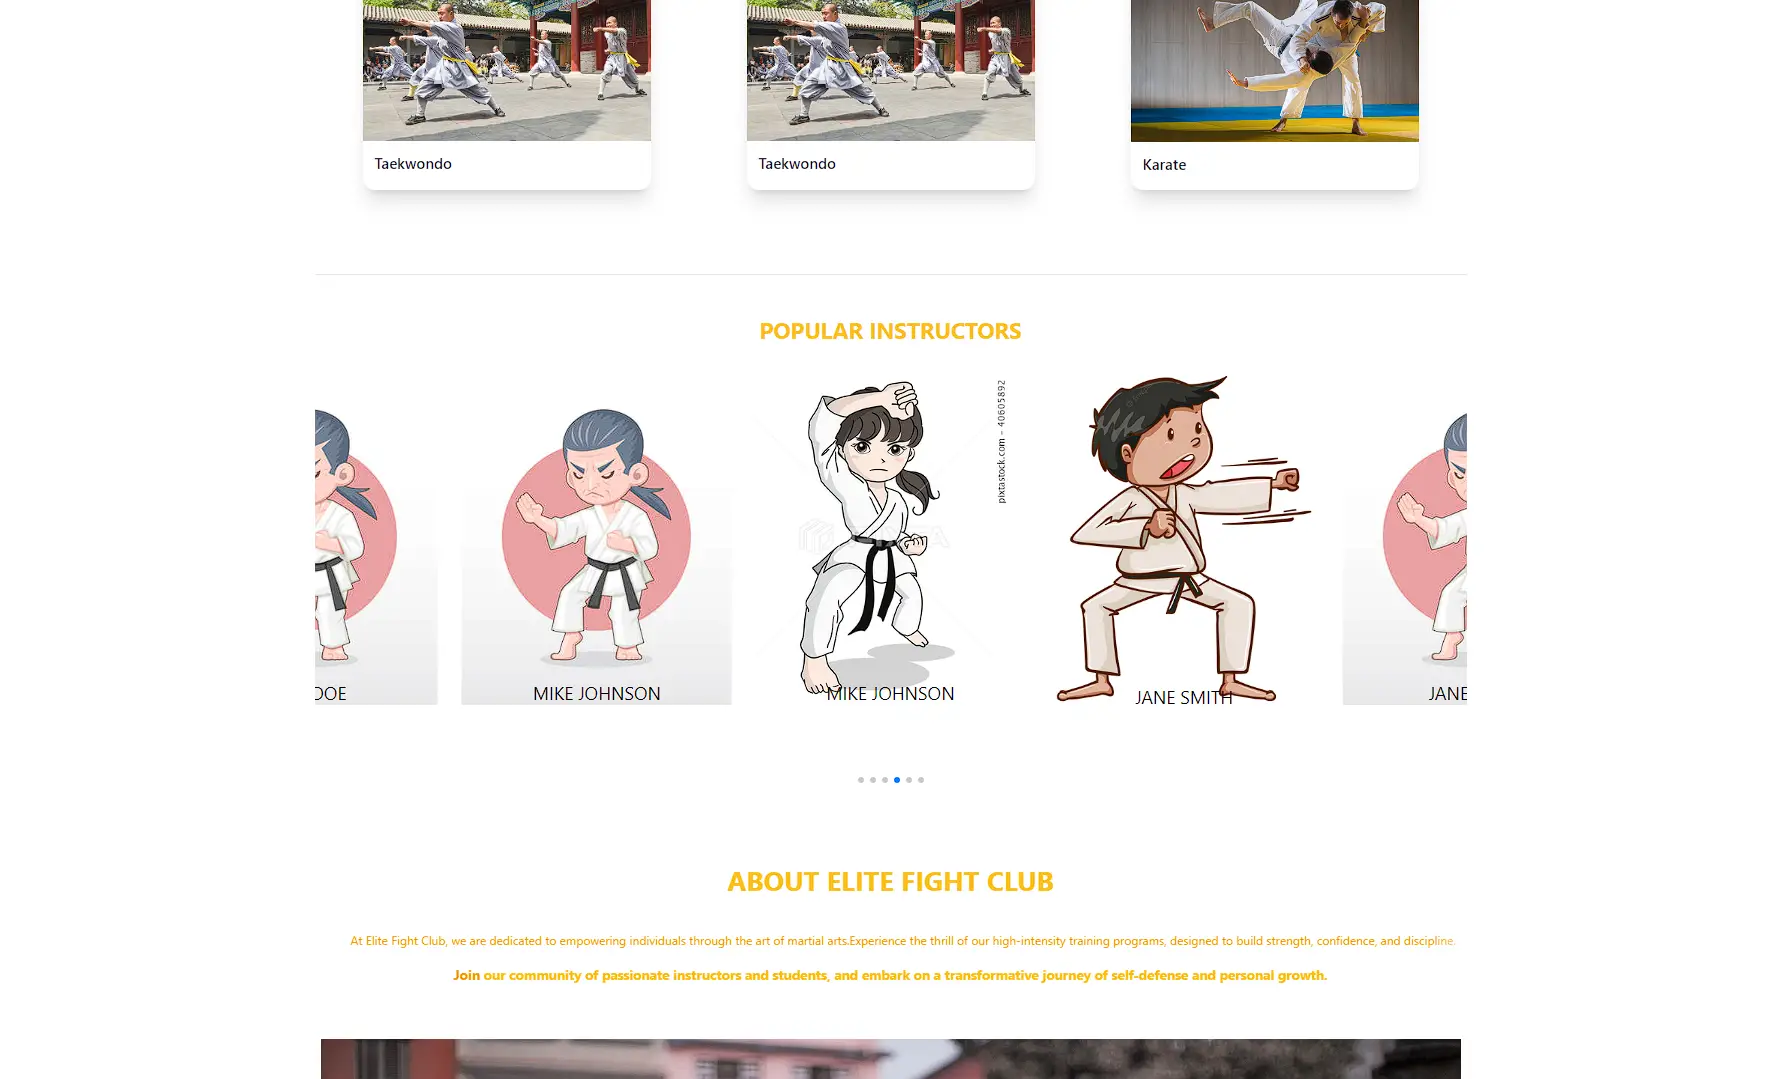 Taekwondo
Taekwondo
Karate
POPULAR INSTRUCTORS
pixtastock.com - 40605892
DOE
MIKE JOHNSON
MIKE JOHNSON
JANE SMITH
JANE
ABOUT ELITE FIGHT CLUB
At Elite Fight Club, we are dedicated to empowering individuals through the art of martial arts.Experience the thrill of our high-intensity training programs, designed to build strength, confidence, and discipline.
Join our community of passionate instructors and students, and embark on a transformative journey of self-defense and personal growth.